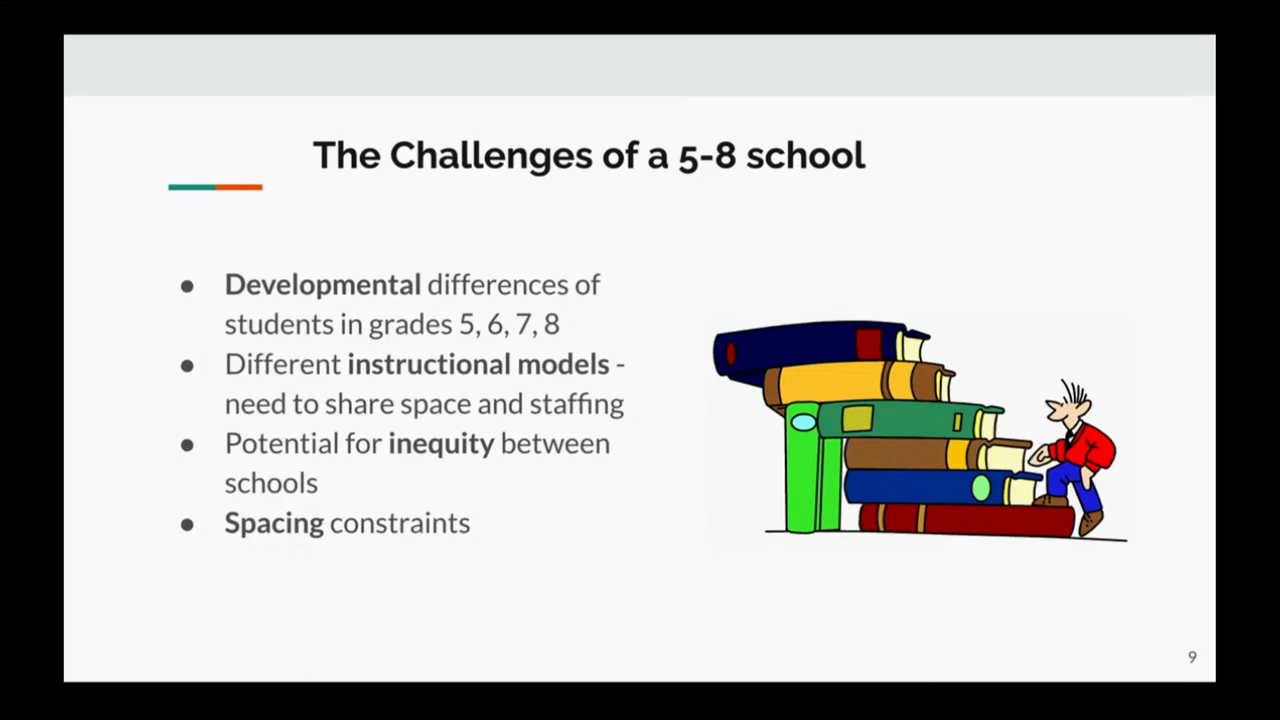 The Challenges of a 5-8 school
● Developmental differences of
students in grades 5, 6, 7, 8
● Different instructional models -
need to share space and staffing
● Potential for inequity between
schools
● Spacing constraints
9